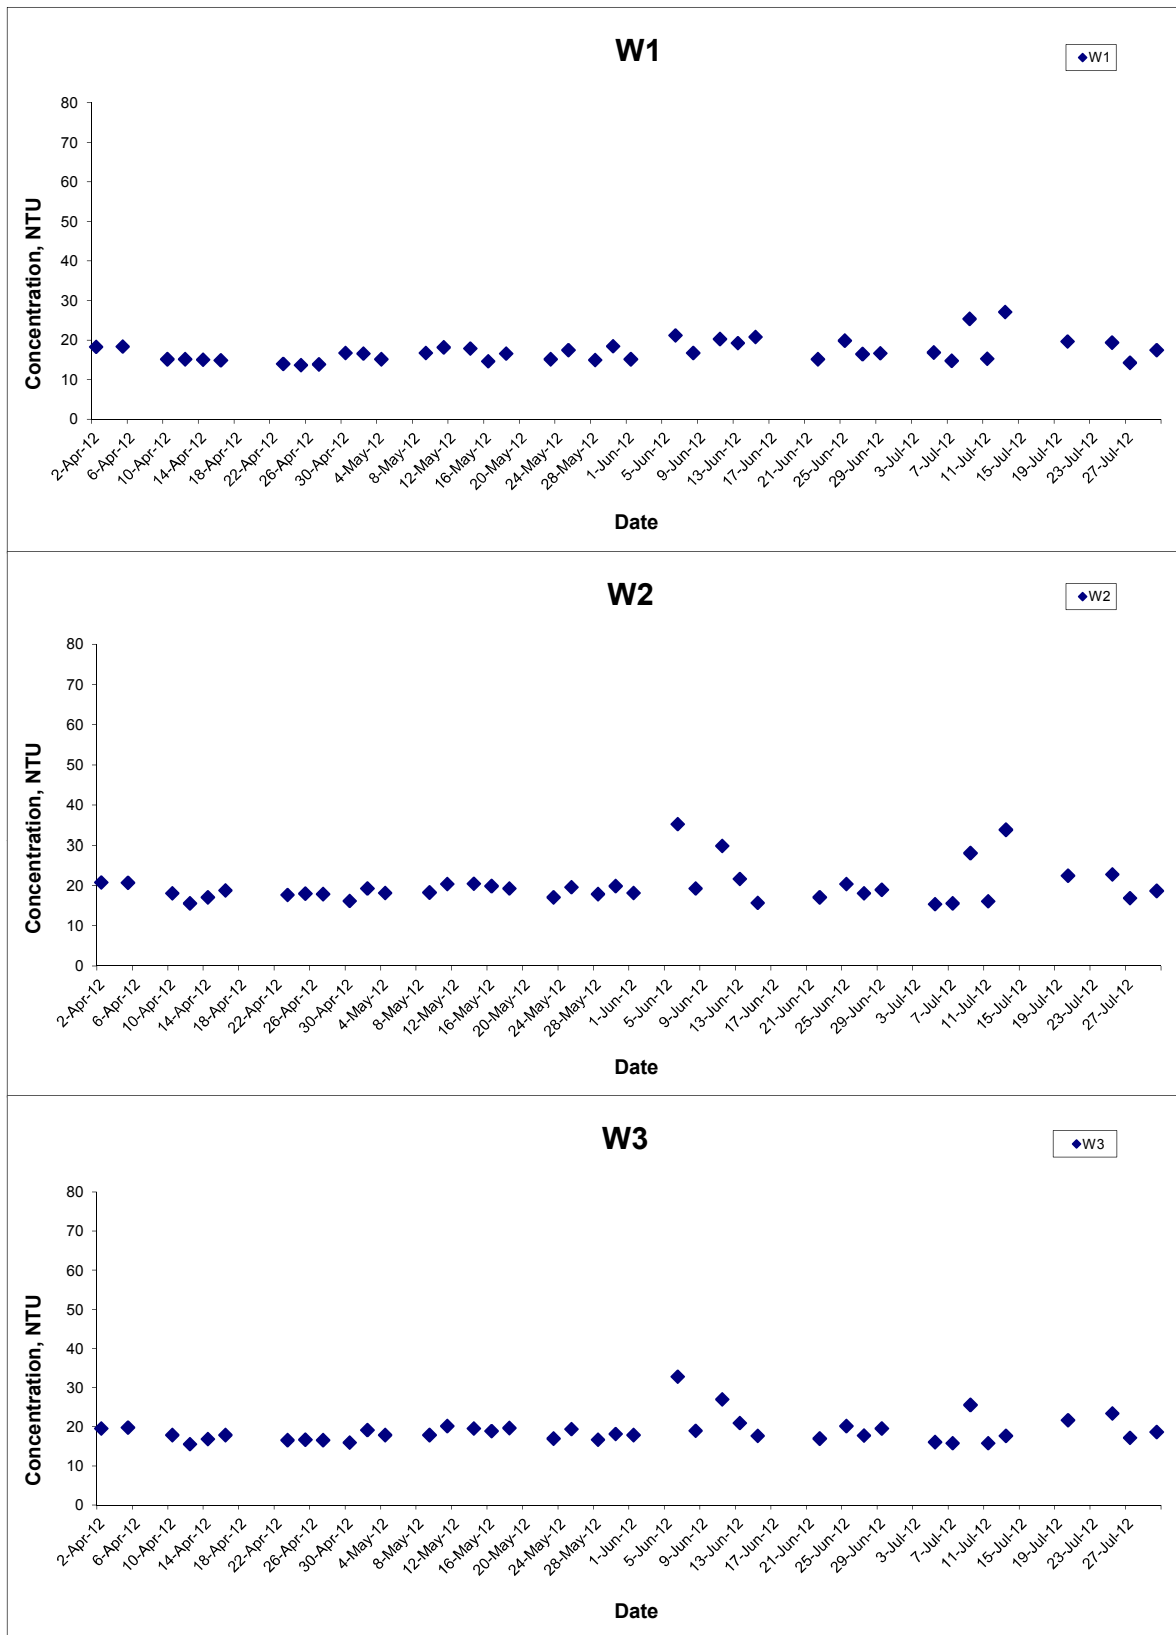 W1
W1
80
70
60
50
40
30
20
10
0
Concentration, NTU
2-Apr-12
6-Apr-12
10-Apr-12
14-Apr-12
18-Apr-12
22-Apr-12
26-Apr-12
30-Apr-12
4-May-12
8-May-12
12-May-12
16-May-12
20-May-12
24-May-12
28-May-12
1-Jun-12
5-Jun-12
9-Jun-12
13-Jun-12
17-Jun-12
21-Jun-12
25-Jun-12
29-Jun-12
3-Jul-12
7-Jul-12
11-Jul-12
15-Jul-12
19-Jul-12
23-Jul-12
27-Jul-12
Date
W2
W2
80
70
60
50
40
30
20
10
0
Concentration, NTU
2-Apr-12
6-Apr-12
10-Apr-12
14-Apr-12
18-Apr-12
22-Apr-12
26-Apr-12
30-Apr-12
4-May-12
8-May-12
12-May-12
16-May-12
20-May-12
24-May-12
28-May-12
1-Jun-12
5-Jun-12
9-Jun-12
13-Jun-12
17-Jun-12
21-Jun-12
25-Jun-12
29-Jun-12
3-Jul-12
7-Jul-12
11-Jul-12
15-Jul-12
19-Jul-12
23-Jul-12
27-Jul-12
Date
W3
W3
80
70
60
50
40
30
20
10
0
Concentration, NTU
2-Apr-12
6-Apr-12
10-Apr-12
14-Apr-12
18-Apr-12
22-Apr-12
26-Apr-12
30-Apr-12
4-May-12
8-May-12
12-May-12
16-May-12
20-May-12
24-May-12
28-May-12
1-Jun-12
5-Jun-12
9-Jun-12
13-Jun-12
17-Jun-12
21-Jun-12
25-Jun-12
29-Jun-12
3-Jul-12
7-Jul-12
11-Jul-12
15-Jul-12
19-Jul-12
23-Jul-12
27-Jul-12
Date